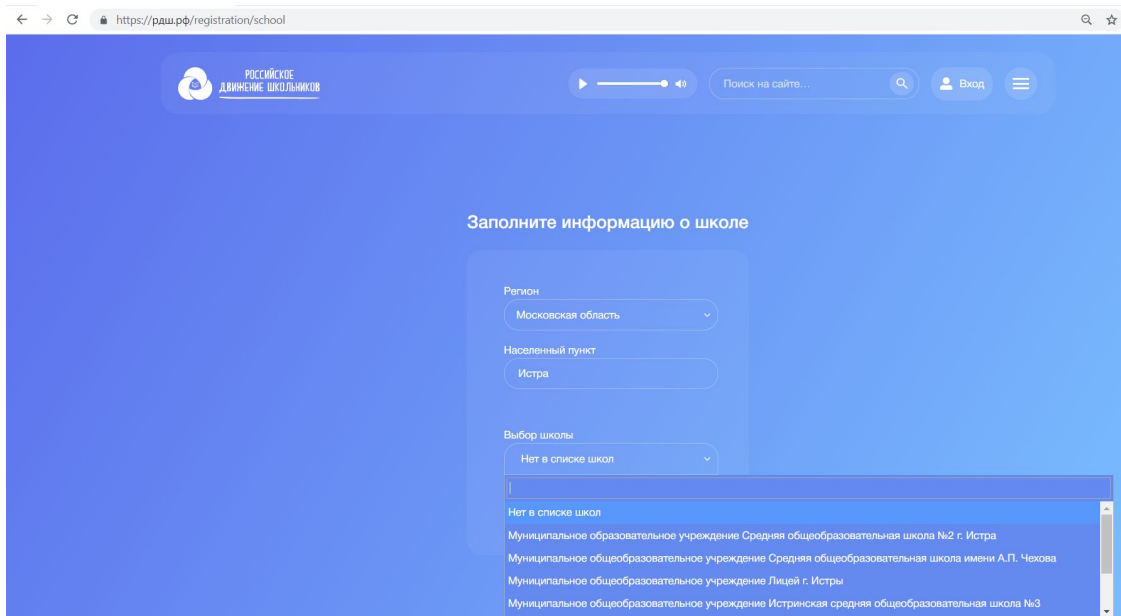 https://рдш.рф/registration/school
РОССИЙСКОЕ
ДВИЖЕНИЕ ШКОЛЬНИКОВ
Поиск на сайте...
Вход
Заполните информацию о школе
Регион
Московская область
Населенный пункт
Истра
Выбор школы
Нет в списке школ
Нет в списке школ
Муниципальное образовательное учреждение Средняя общеобразовательная школа №2 г. Истра
Муниципальное общеобразовательное учреждение Средняя общеобразовательная школа имени А.П. Чехова
Муниципальное общеобразовательное учреждение Лицей г. Истры
Муниципальное общеобразовательное учреждение Истринская средняя общеобразовательная школа №3